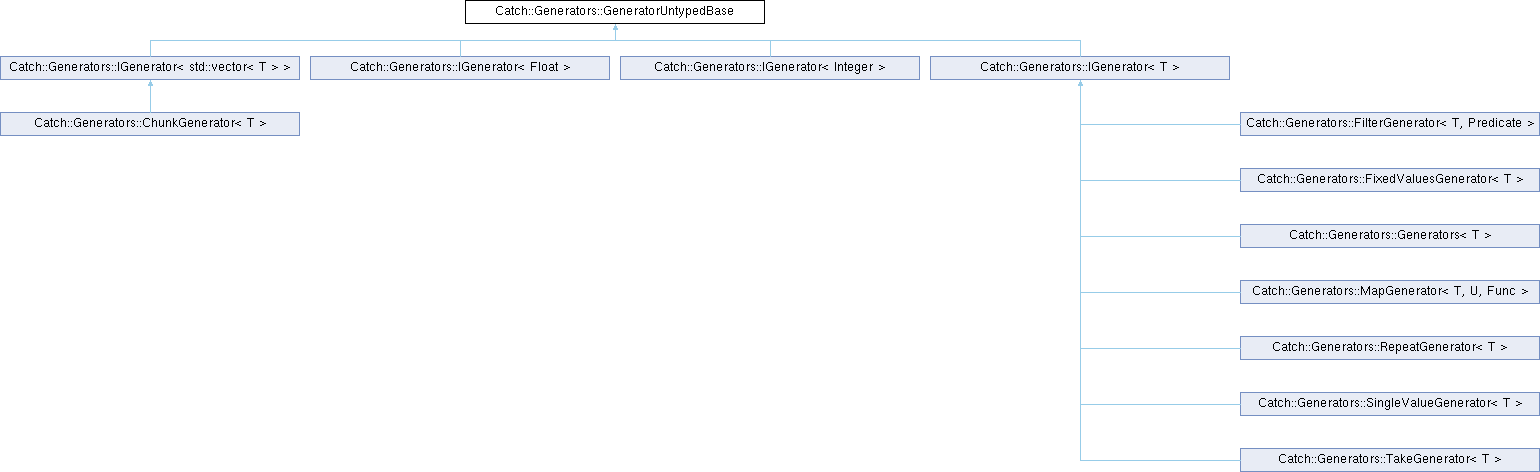 Catch::Generators::GeneratorUntypedBase
Catch::Generators::IGenerator< std::vector< T > >
Catch::Generators::IGenerator< Float >
Catch::Generators::IGenerator< Integer >
Catch::Generators::IGenerator< T >
Catch::Generators::ChunkGenerator< T >
Catch::Generators::FilterGenerator< T, Predicate >
Catch::Generators::FixedValuesGenerator< T >
Catch::Generators::Generators< T >
Catch::Generators::MapGenerator< T, U, Func >
Catch::Generators::RepeatGenerator< T >
Catch::Generators::SingleValueGenerator< T >
Catch::Generators::TakeGenerator< T >